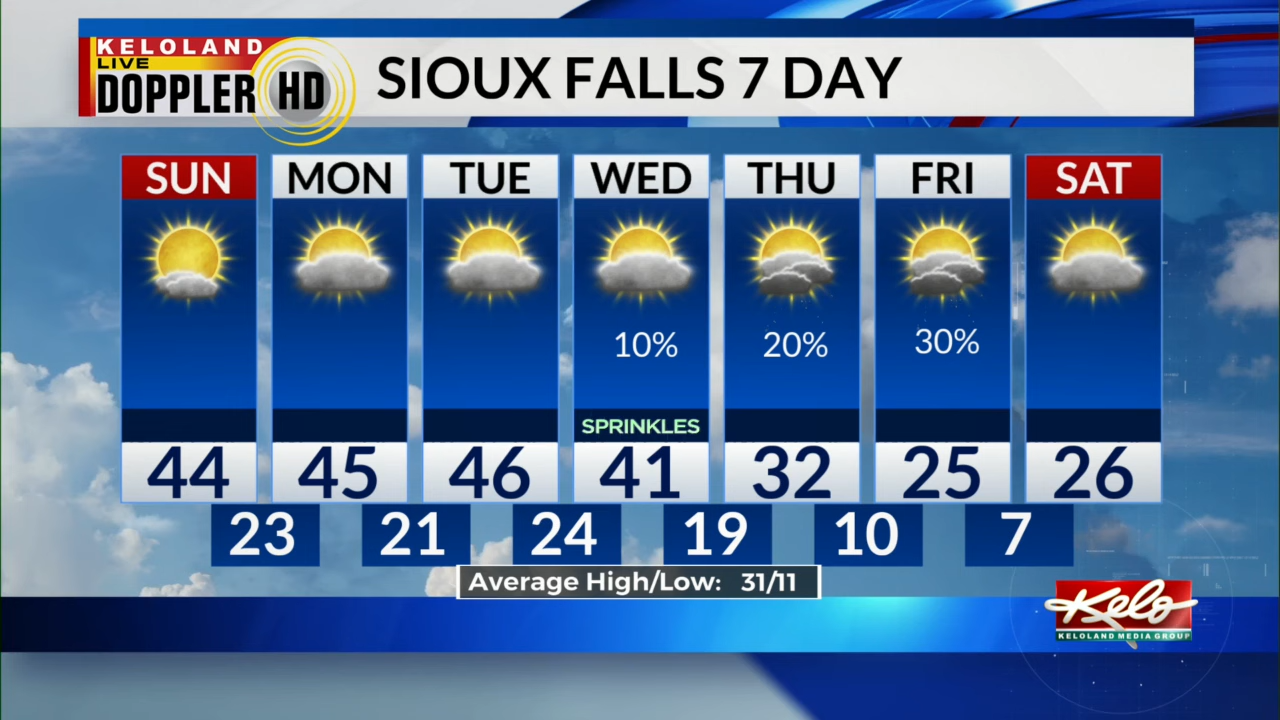 KELOLAND
LIVE
DOPPLER HD
SIOUX FALLS 7 DAY
SUN MON TUE WED THU FRI SAT
10% 20% 30%
SPRINKLES
44 45 46 41 32 25 26
23 21 24 19 10 7
Average High/Low: 31/11
Kelo
KELOLAND MEDIA GROUP